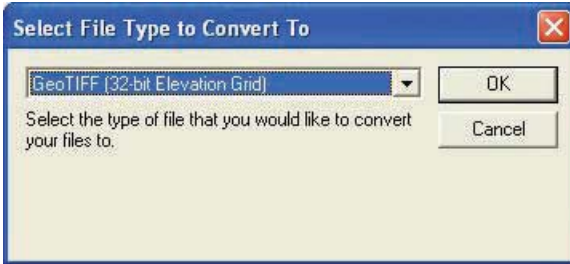 Select File Type to Convert To
GeoTIFF (32-bit Elevation Grid)
OK
Select the type of file that you would like to convert
your files to.
Cancel